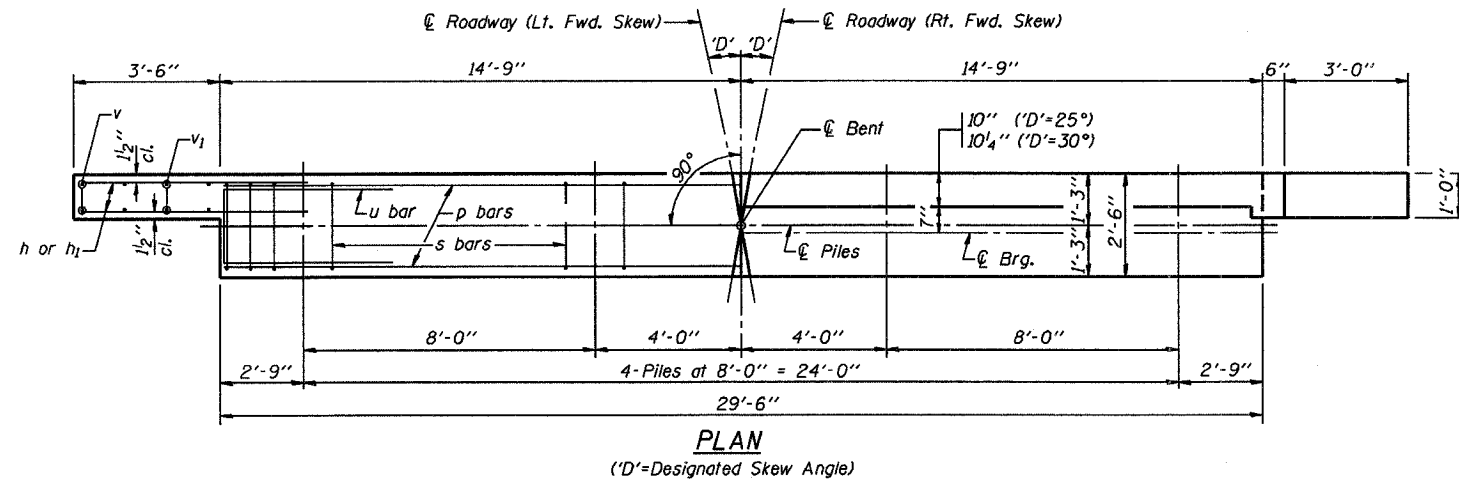 ℄ Roadway (Lt. Fwd. Skew)
℄ Roadway (Rt. Fwd. Skew)
'D' 'D'
3'-6" 14'-9" 14'-9" 6" 3'-0"
v
v1
1½" cl.
10" ('D'=25°)
10¼" ('D'=30°)
℄ Bent
90°
u bar
p bars
s bars
h or h1
1½" cl.
7"
1'-3"
1'-3"
2'-6"
1'-0"
℄ Piles
℄ Brg.
8'-0" 4'-0" 4'-0" 8'-0"
2'-9" 4-Piles at 8'-0" = 24'-0" 2'-9"
29'-6"
PLAN
('D'=Designated Skew Angle)